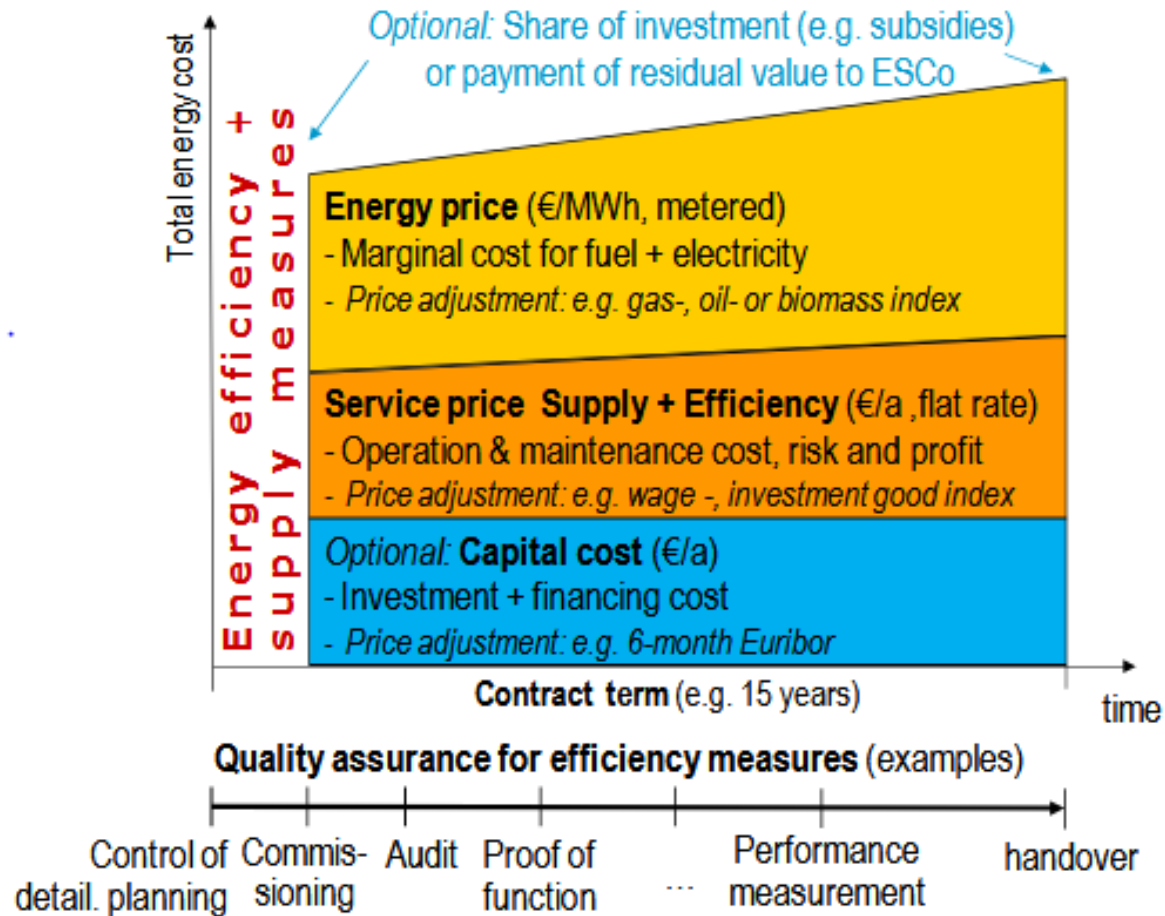 Optional: Share of investment (e.g. subsidies)
or payment of residual value to ESCo
Total energy cost
Energy efficiency +
supply measures
Energy price (€/MWh, metered)
- Marginal cost for fuel + electricity
- Price adjustment: e.g. gas-, oil- or biomass index
Service price Supply + Efficiency (€/a ,flat rate)
- Operation & maintenance cost, risk and profit
- Price adjustment: e.g. wage -, investment good index
Optional: Capital cost (€/a)
- Investment + financing cost
- Price adjustment: e.g. 6-month Euribor
Contract term (e.g. 15 years)
time
Quality assurance for efficiency measures (examples)
Control of
detail. planning
Commis-
sioning
Audit
Proof of
function
...
Performance
measurement
handover